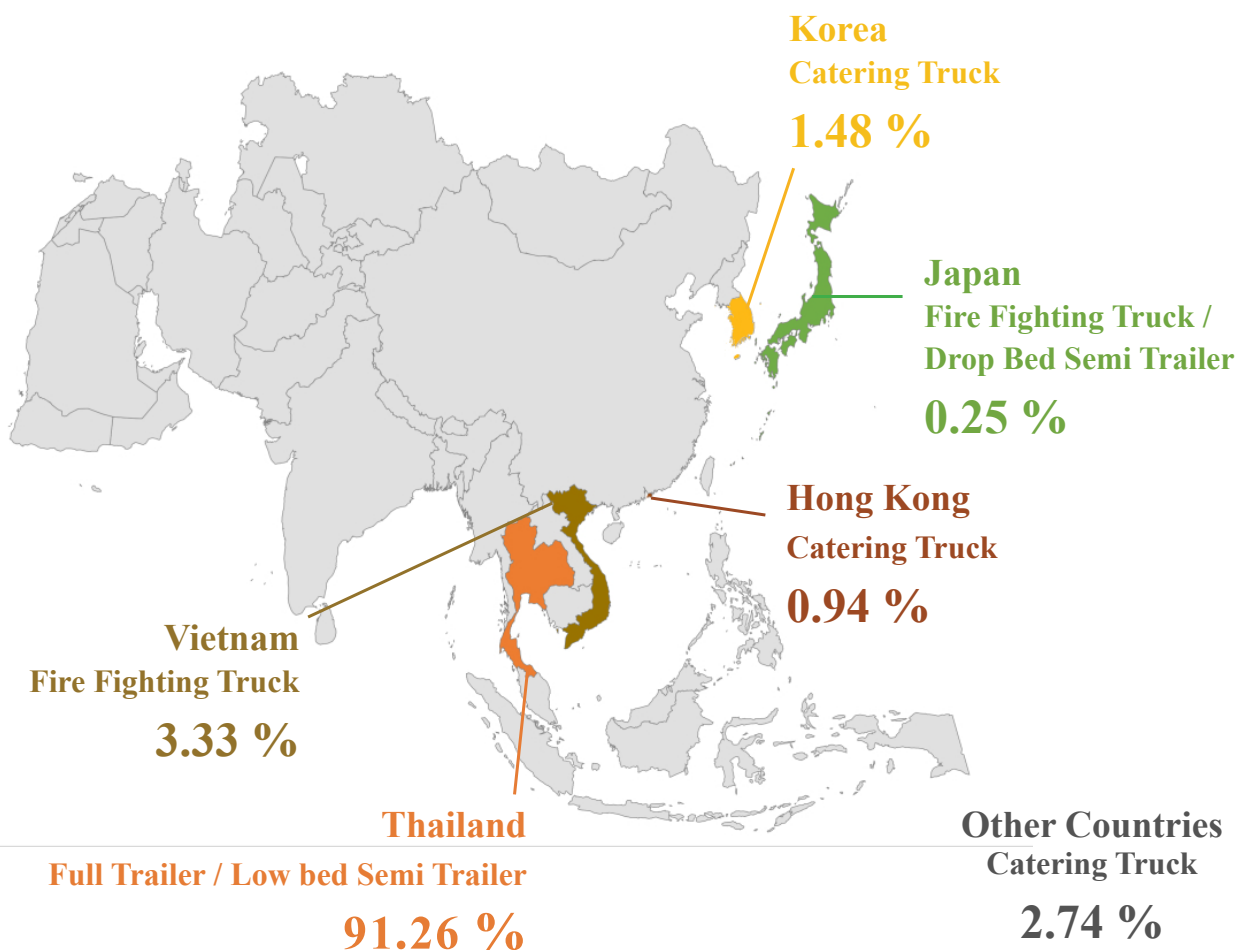 Korea
Catering Truck
1.48 %
Japan
Fire Fighting Truck /
Drop Bed Semi Trailer
0.25 %
Hong Kong
Catering Truck
0.94 %
Vietnam
Fire Fighting Truck
3.33 %
Thailand
Full Trailer / Low bed Semi Trailer
91.26 %
Other Countries
Catering Truck
2.74 %